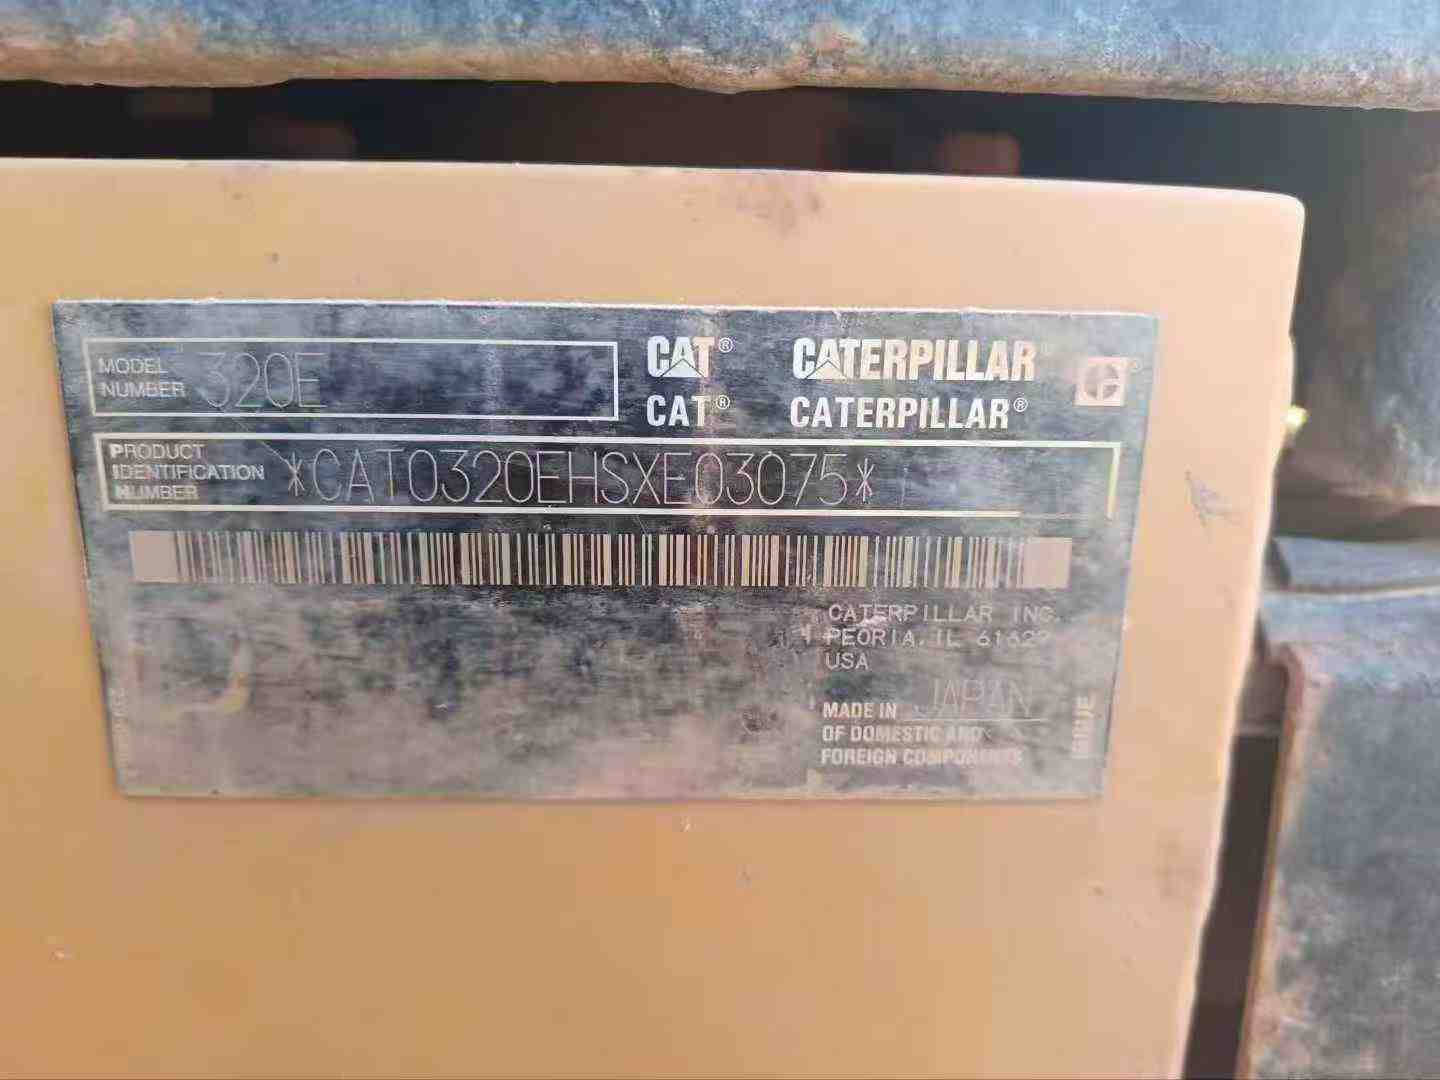 MODEL NUMBER 320E
CAT® CATERPILLAR ®
CAT® CATERPILLAR®
PRODUCT IDENTIFICATION NUMBER *CAT0320EHSXE03075*
CATERPILLAR INC.
PEORIA, IL 61629
USA
MADE IN JAPAN
OF DOMESTIC AND
FOREIGN COMPONENTS